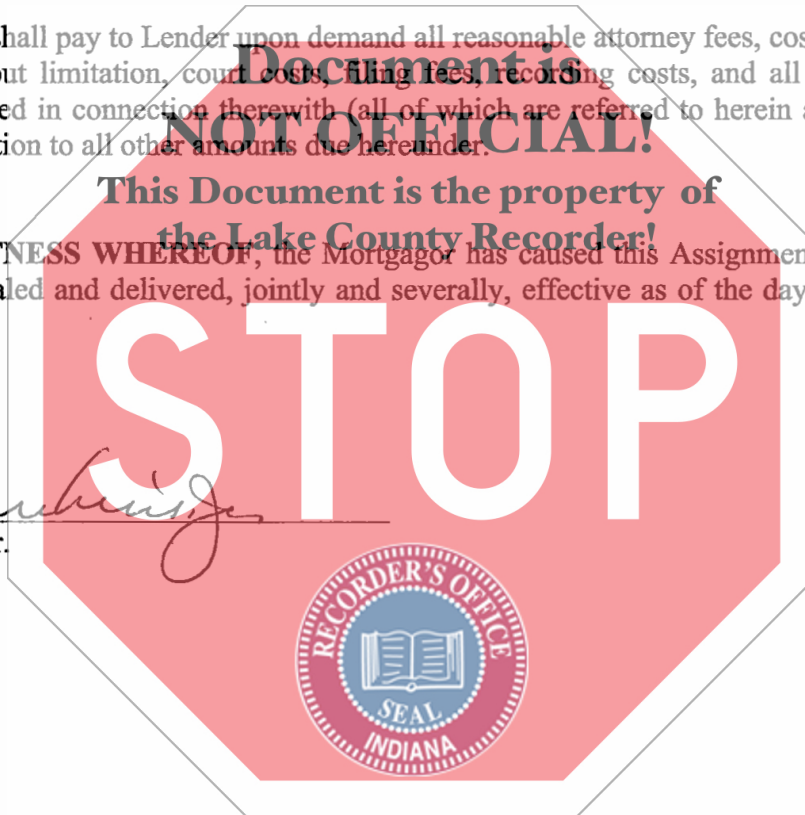 hall pay to Lender upon demand all reasonable attorney fees, cos
ut limitation, court costs, filing fees, recording costs, and all
ed in connection therewith (all of which are referred to herein a
ion to all other amounts due hereunder.
Document is
NOT OFFICIAL!
This Document is the property of
the Lake County Recorder!
NESS WHEREOF, the Mortgagor has caused this Assignmen
led and delivered, jointly and severally, effective as of the day
STOP
RECORDER'S OFFICE
SEAL
INDIANA